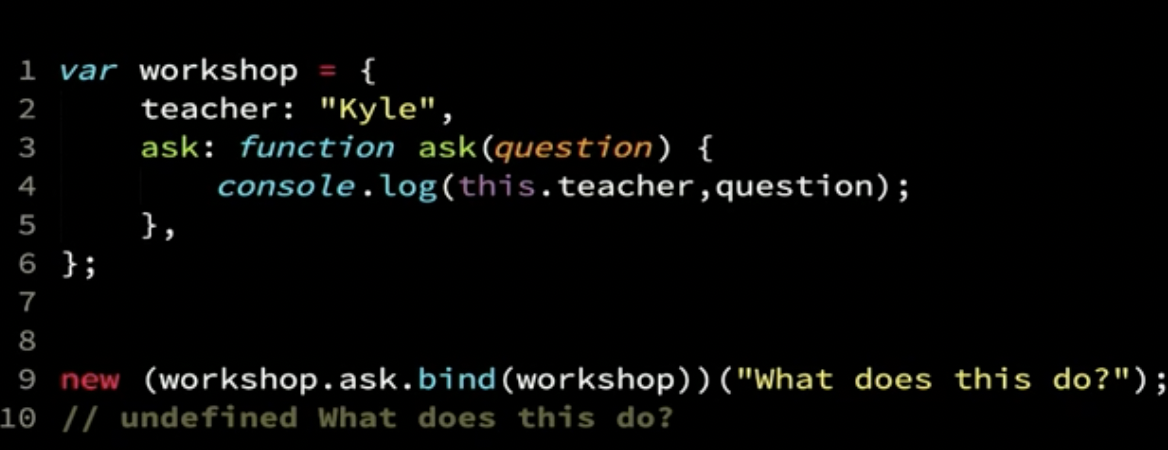 1 var workshop = {
2     teacher: "Kyle",
3     ask: function ask(question) {
4         console.log(this.teacher,question);
5     },
6 };
7
8
9 new (workshop.ask.bind(workshop))("What does this do?");
10 // undefined What does this do?